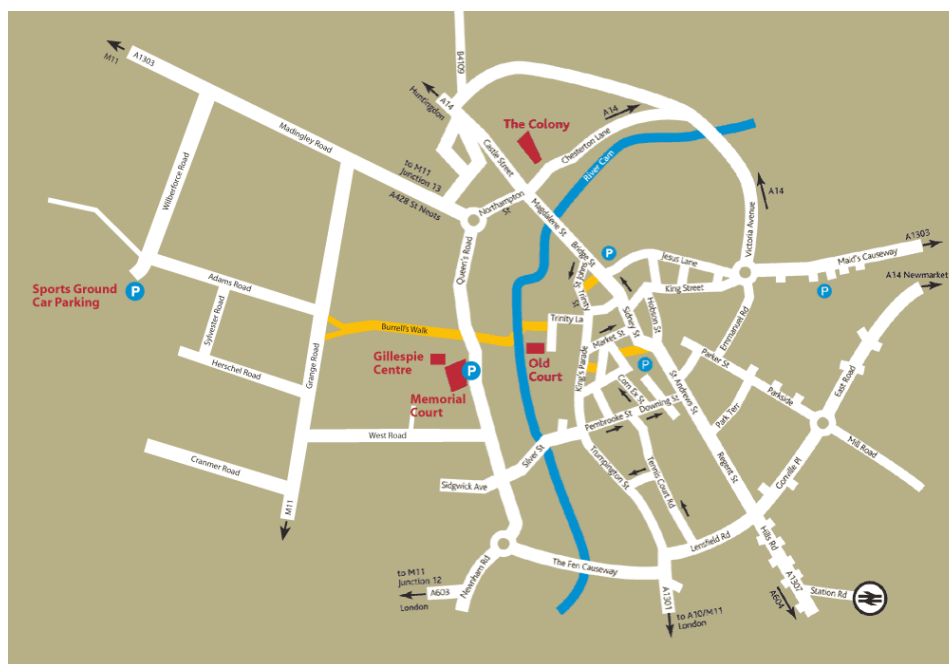 M11
A1303
B4109
A14
Huntingdon
The Colony
A14
Chesterton Lane
Madingley Road
Castle Street
River Cam
Wilberforce Road
to M11
Junction 13
A428 St Neots
Northampton
St
Magdalene St
A14
Victoria Avenue
Queen's Road
Bridge St
P
Jesus Lane
A1303
Maid's Causeway
A14 Newmarket
Sports Ground
Car Parking
P
Adams Road
St Johns
St
Trinity
St
King Street
P
Sylvester Road
Burrell's Walk
Trinity La
Sidney St
Hobson St
Emmanuel Rd
Market St
Herschel Road
Grange Road
Gillespie
Centre
P
Old
Court
King's Parade
P
Parker St
East Road
Memorial
Court
Corn Ex St
St Andrews St
Parkside
Downing St
Park Terr
West Road
Pembroke St
Mill Road
Cranmer Road
Silver St
Trumpington St
Tennis Court Rd
Regent St
Gonville Pl
Sidgwick Ave
M11
Lensfield Rd
Hills Rd
The Fen Causeway
to M11
Junction 12
A603
London
Newnham Rd
A1301
to A10/M11
London
A1307
A604
Station Rd